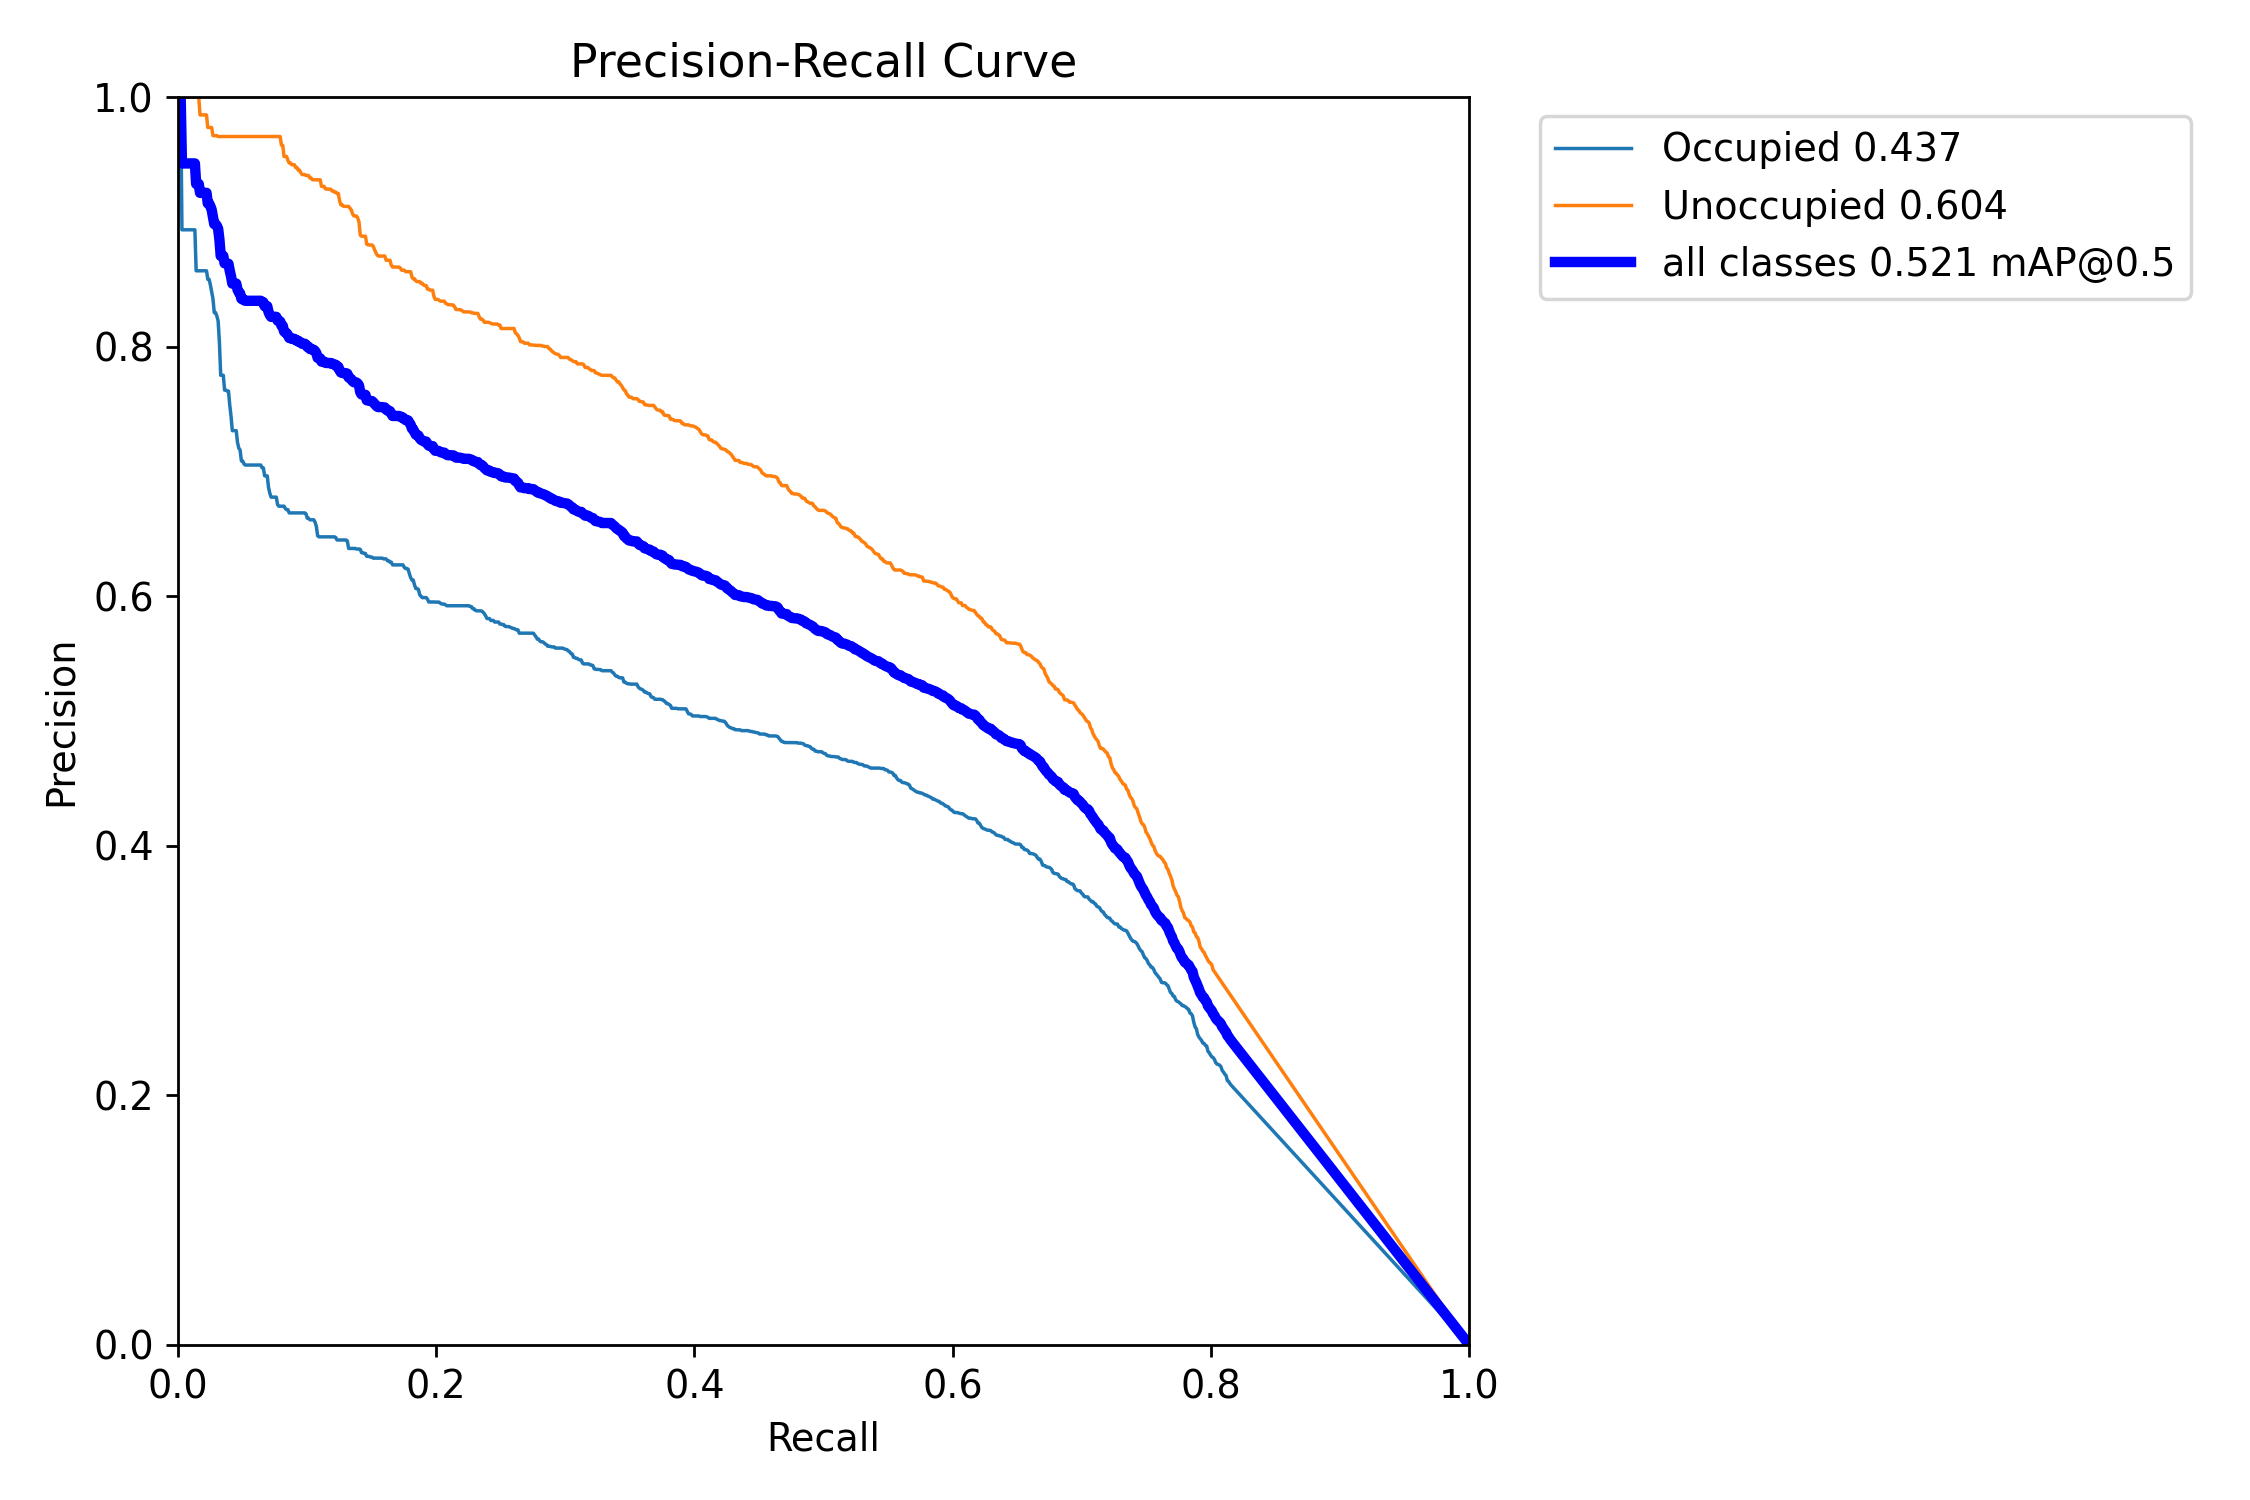 Precision-Recall Curve
1.0
0.8
0.6
0.4
0.2
0.0
Precision
0.0 0.2 0.4 0.6 0.8 1.0
Recall
Occupied 0.437
Unoccupied 0.604
all classes 0.521 mAP@0.5